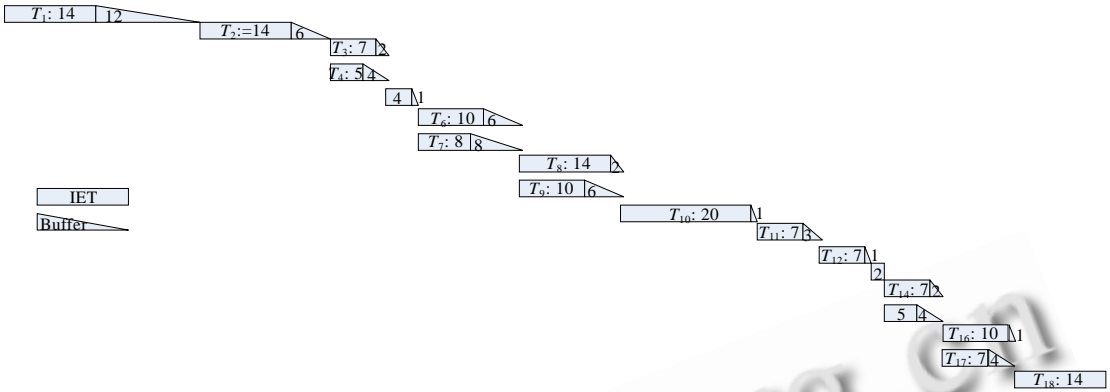 T1: 14 12
T2:=14 6
T3: 7 2
T4: 5 4
4 1
T6: 10 6
T7: 8 8
T8: 14 2
T9: 10 6
IET
T10: 20 1
Buffer
T11: 7 3
T12: 7 1
2
T14: 7 2
5 4
T16: 10 1
T17: 7 4
T18: 14